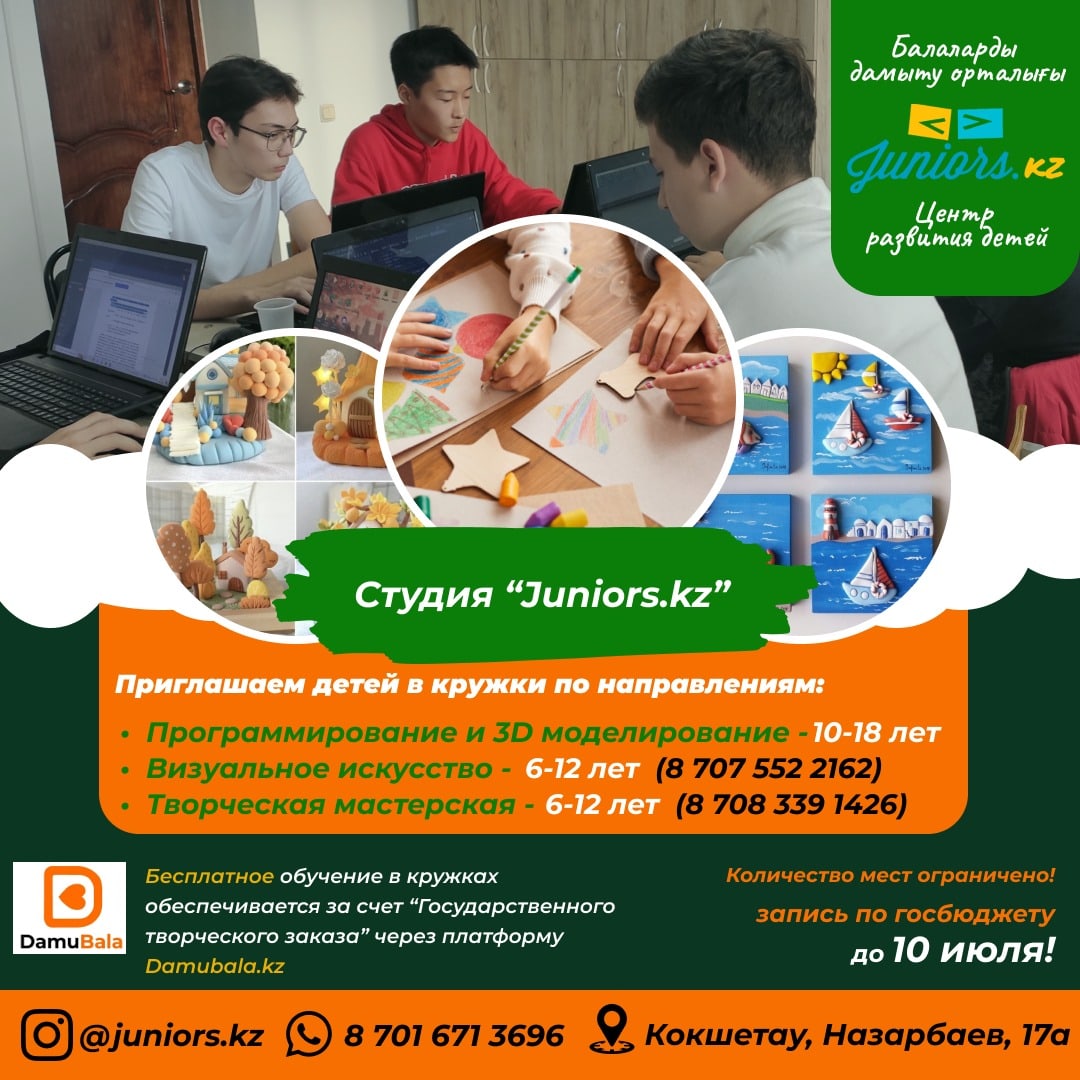 Балаларды
дамыту орталығы
< >
Juniors.кz
Центр
развития детей
Студия “Juniors.kz”
Приглашаем детей в кружки по направлениям:
• Программирование и 3D моделирование - 10-18 лет
• Визуальное искусство - 6-12 лет (8 707 552 2162)
• Творческая мастерская - 6-12 лет (8 708 339 1426)
DamuBala
Бесплатное обучение в кружках
обеспечивается за счет “Государственного
творческого заказа” через платформу
Damubala.kz
Количество мест ограничено!
запись по госбюджету
до 10 июля!
@juniors.kz
8 701 671 3696
Кокшетау, Назарбаев, 17а